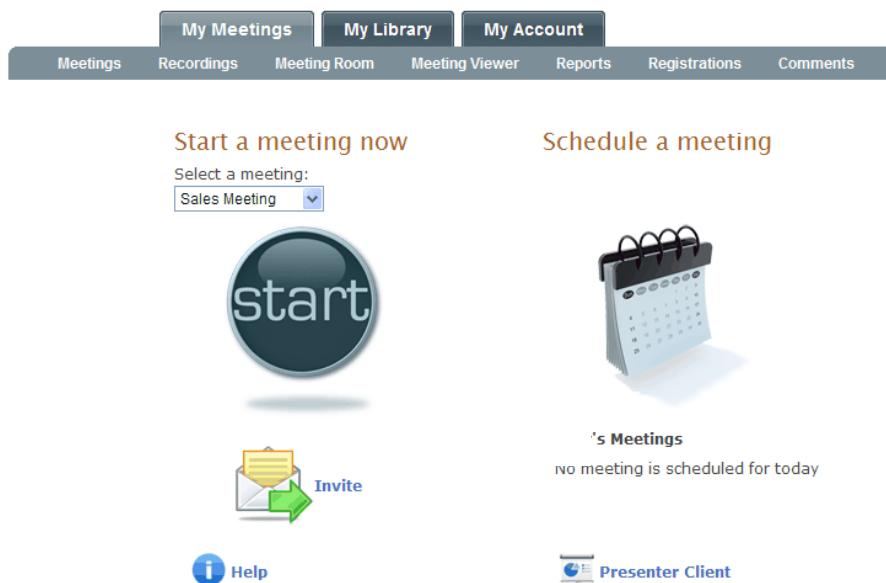 My Meetings My Library My Account
Meetings Recordings Meeting Room Meeting Viewer Reports Registrations Comments
Start a meeting now Schedule a meeting
Select a meeting:
Sales Meeting
start
's Meetings
No meeting is scheduled for today
Invite
Help Presenter Client